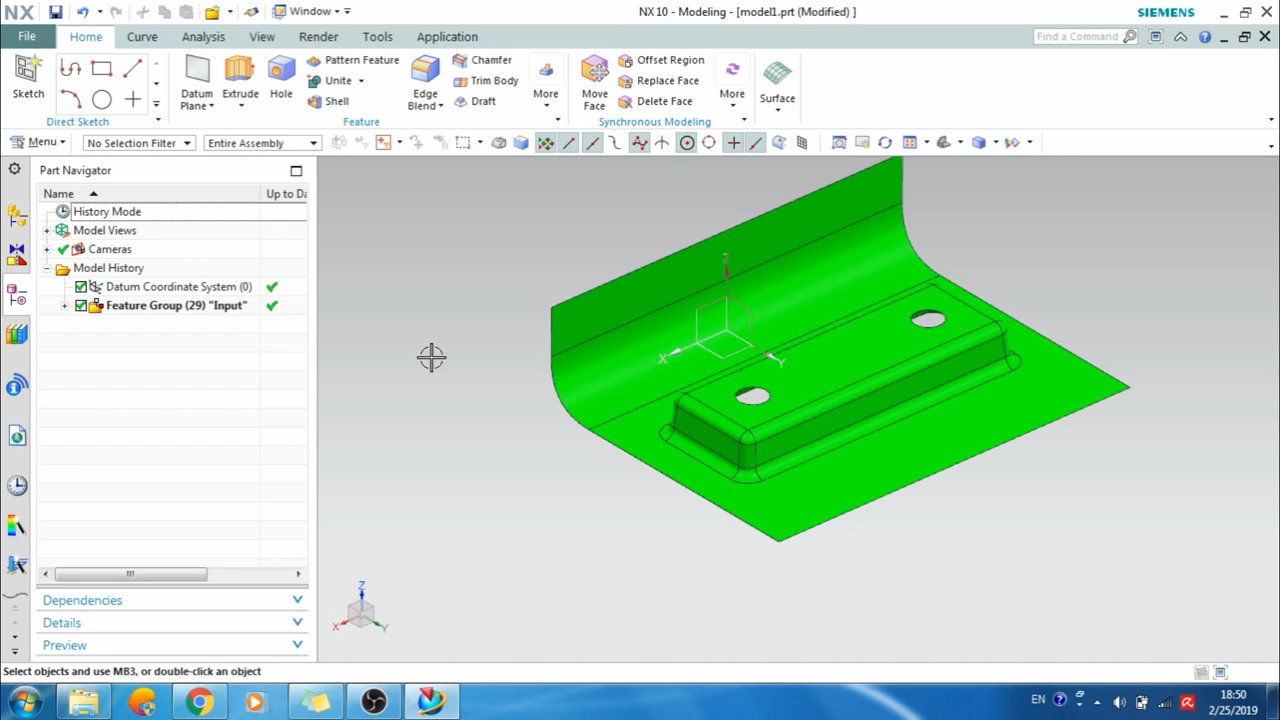 NX
Window
NX 10 - Modeling - [model1.prt (Modified) ]
SIEMENS
File
Home
Curve
Analysis
View
Render
Tools
Application
Find a Command
Sketch
Direct Sketch
Datum
Plane
Extrude
Hole
Pattern Feature
Unite
Shell
Edge
Blend
Chamfer
Trim Body
Draft
More
Feature
Move
Face
Offset Region
Replace Face
Delete Face
More
Synchronous Modeling
Surface
Menu
No Selection Filter
Entire Assembly
Part Navigator
Name
Up to Da
History Mode
Model Views
Cameras
Model History
Datum Coordinate System (0)
Feature Group (29) "Input"
Z
X
Y
Z
X
Y
Dependencies
Details
Preview
Select objects and use MB3, or double-click an object
EN
18:50
2/25/2019